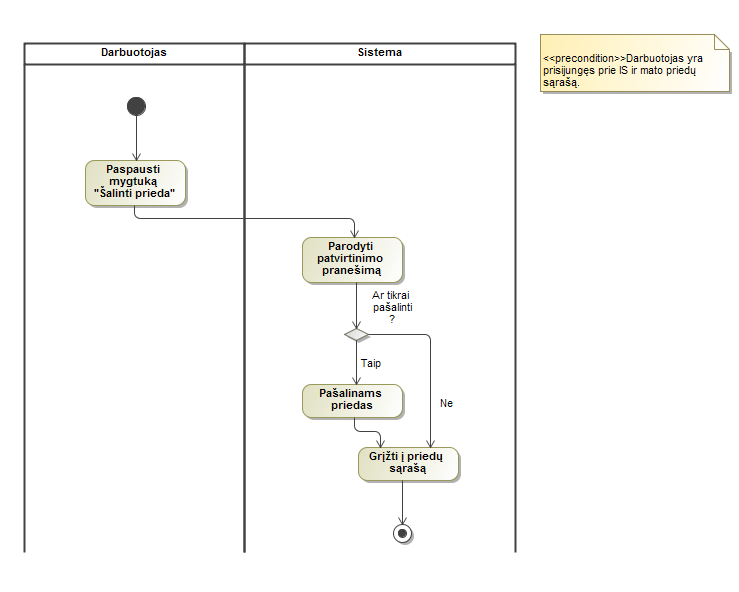 Darbuotojas
Sistema
<<precondition>>Darbuotojas yra
prisijungęs prie IS ir mato priedų
sąrašą.
Paspausti
mygtuką
"Šalinti prieda"
Parodyti
patvirtinimo
pranešimą
Ar tikrai
pašalinti
?
Taip
Pašalinams
priedas
Ne
Grįžti į priedų
sąrašą